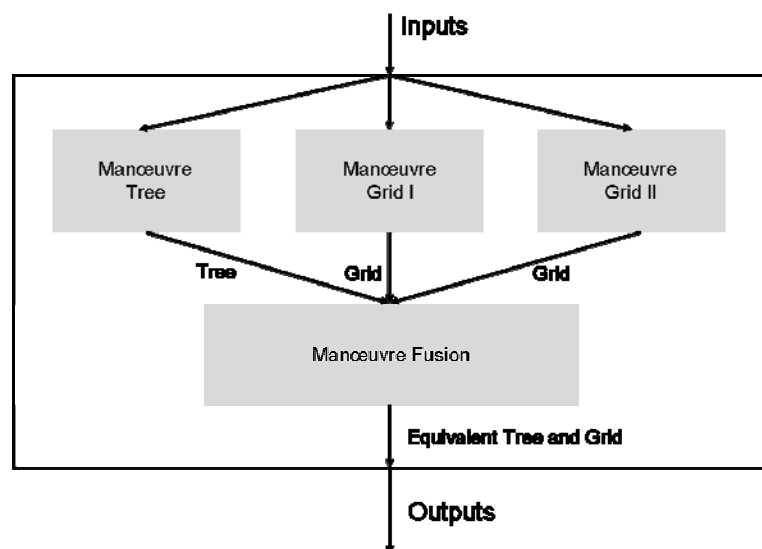 Inputs
Manœuvre
Tree
Manœuvre
Grid I
Manœuvre
Grid II
Tree
Grid
Grid
Manœuvre Fusion
Equivalent Tree and Grid
Outputs